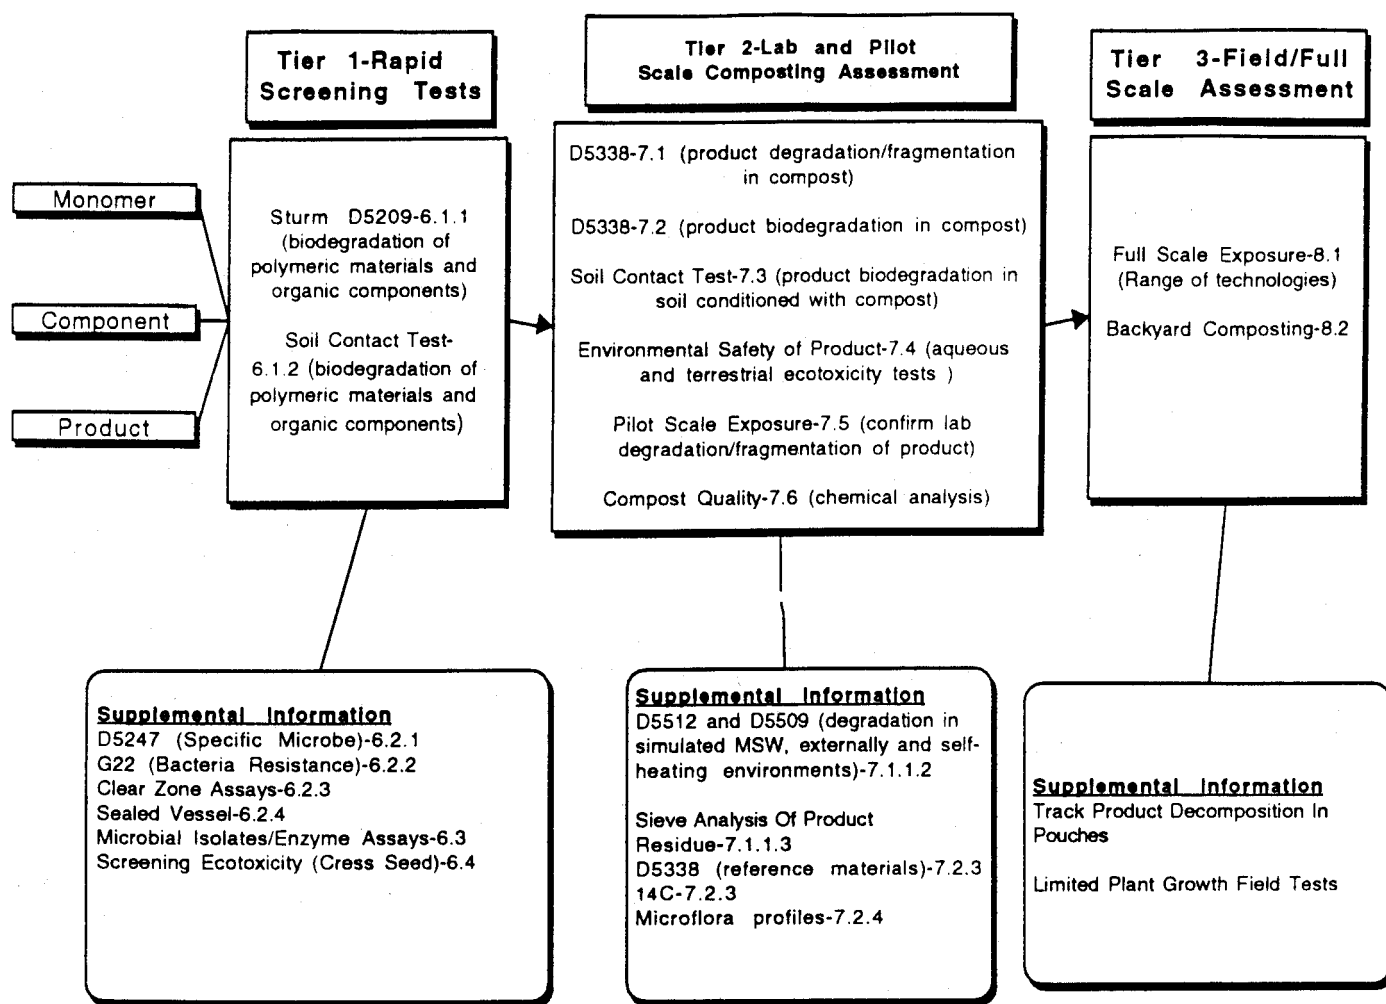 Tier 1-Rapid
Screening Tests
Tier 2-Lab and Pilot
Scale Composting Assessment
Tier 3-Field/Full
Scale Assessment
Monomer
Component
Product
Sturm D5209-6.1.1
(biodegradation of
polymeric materials and
organic components)
Soil Contact Test-
6.1.2 (biodegradation of
polymeric materials and
organic components)
D5338-7.1 (product degradation/fragmentation
in compost)
D5338-7.2 (product biodegradation in compost)
Soil Contact Test-7.3 (product biodegradation in
soil conditioned with compost)
Environmental Safety of Product-7.4 (aqueous
and terrestrial ecotoxicity tests )
Pilot Scale Exposure-7.5 (confirm lab
degradation/fragmentation of product)
Compost Quality-7.6 (chemical analysis)
Full Scale Exposure-8.1
(Range of technologies)
Backyard Composting-8.2
Supplemental Information
D5247 (Specific Microbe)-6.2.1
G22 (Bacteria Resistance)-6.2.2
Clear Zone Assays-6.2.3
Sealed Vessel-6.2.4
Microbial Isolates/Enzyme Assays-6.3
Screening Ecotoxicity (Cress Seed)-6.4
Supplemental Information
D5512 and D5509 (degradation in
simulated MSW, externally and self-
heating environments)-7.1.1.2
Sieve Analysis Of Product
Residue-7.1.1.3
D5338 (reference materials)-7.2.3
14C-7.2.3
Microflora profiles-7.2.4
Supplemental Information
Track Product Decomposition In
Pouches
Limited Plant Growth Field Tests